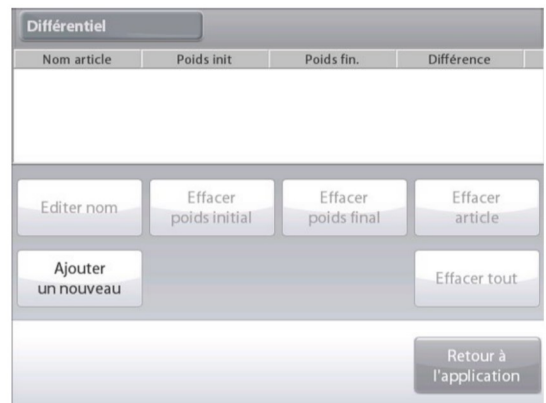 Différentiel
Nom article Poids init Poids fin. Différence
Editer nom
Effacer
poids initial
Effacer
poids final
Effacer
article
Ajouter
un nouveau
Effacer tout
Retour à
l'application